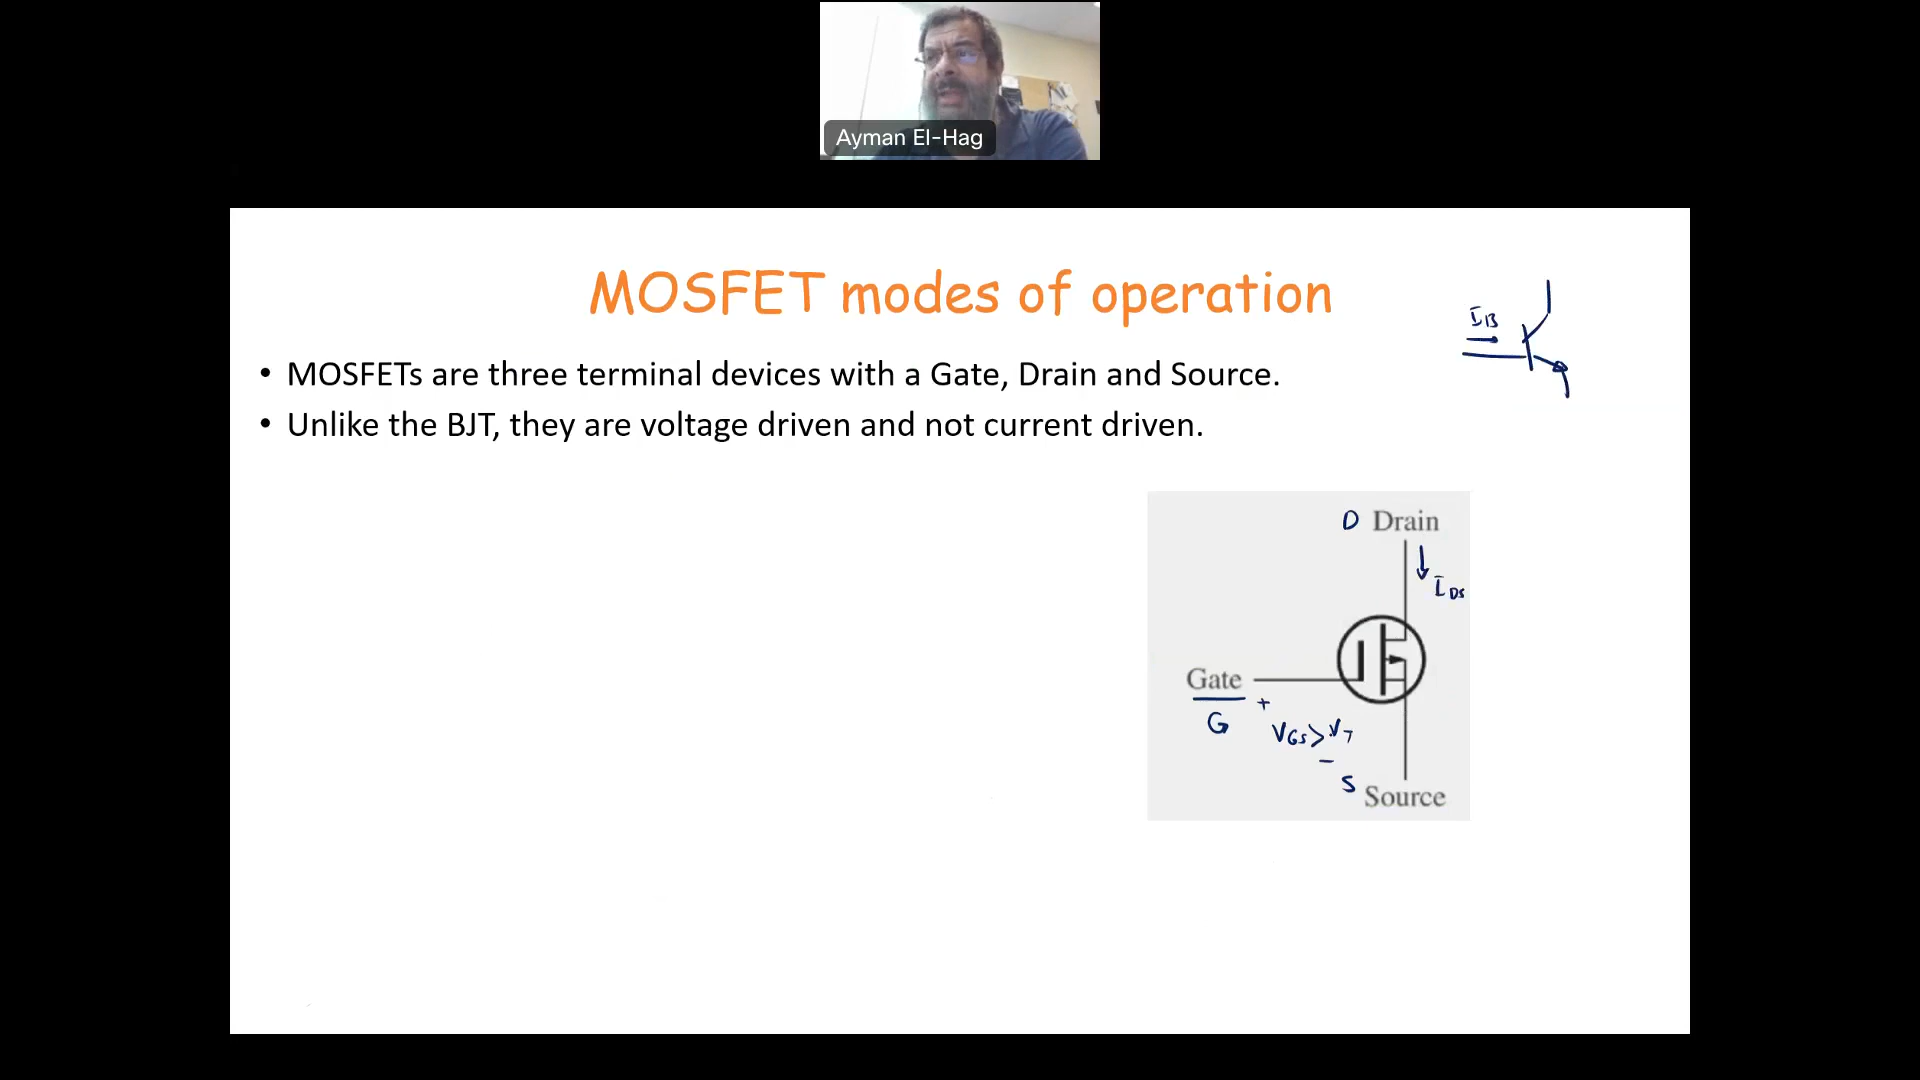 Ayman El-Hag
MOSFET modes of operation
• MOSFETs are three terminal devices with a Gate, Drain and Source.
• Unlike the BJT, they are voltage driven and not current driven.
IB
D Drain
IDS
Gate
G
+
VGS > VT
-
S Source